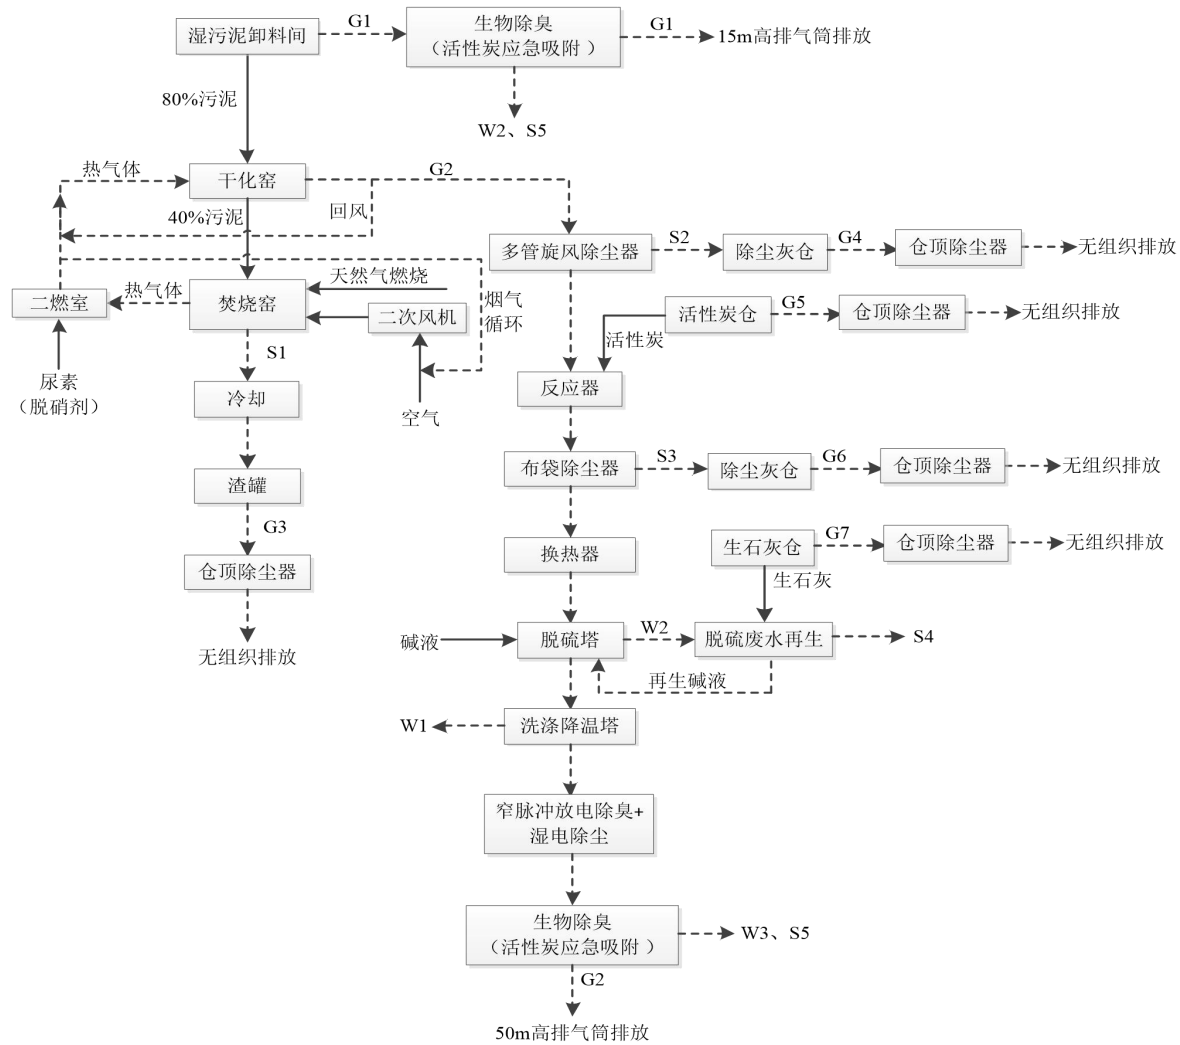 湿污泥卸料间
G1
生物除臭
（活性炭应急吸附 ）
G1
15m高排气筒排放
80%污泥
W2、S5
热气体
干化窑
G2
40%污泥
回风
多管旋风除尘器
S2
除尘灰仓
G4
仓顶除尘器
无组织排放
二燃室
热气体
焚烧窑
天然气燃烧
二次风机
烟气
循环
活性炭仓
G5
仓顶除尘器
无组织排放
活性炭
S1
尿素
（脱硝剂）
冷却
空气
反应器
渣罐
布袋除尘器
S3
除尘灰仓
G6
仓顶除尘器
无组织排放
G3
仓顶除尘器
换热器
生石灰仓
G7
仓顶除尘器
无组织排放
生石灰
无组织排放
碱液
脱硫塔
W2
脱硫废水再生
S4
再生碱液
W1
洗涤降温塔
窄脉冲放电除臭+
湿电除尘
生物除臭
（活性炭应急吸附 ）
W3、S5
G2
50m高排气筒排放